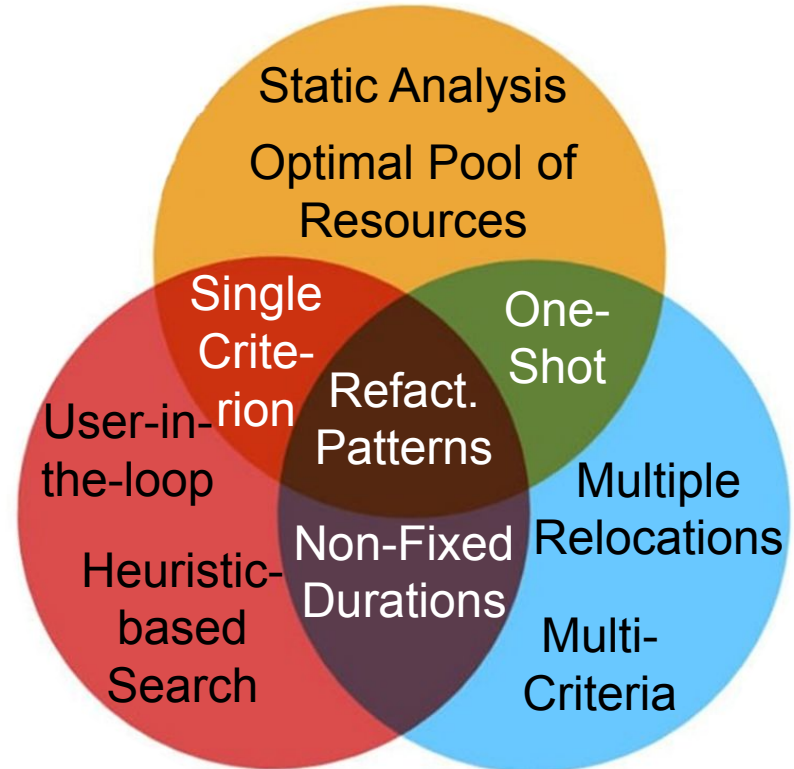 Static Analysis
Optimal Pool of
Resources
Single
Crite-
rion
One-
Shot
Refact.
Patterns
User-in-
the-loop
Heuristic-
based
Search
Non-Fixed
Durations
Multiple
Relocations
Multi-
Criteria